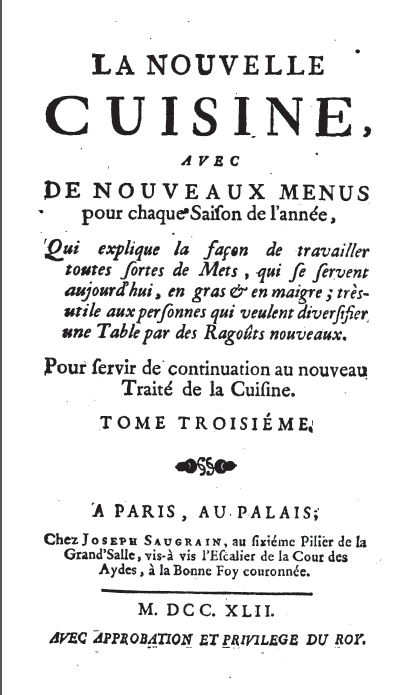 LA NOUVELLE
CUISINE,
AVEC
DE NOUVEAUX MENUS
pour chaque Saiſon de l'année,
Qui explique la façon de travailler
toutes ſortes de Mets, qui ſe ſervent
aujourd'hui, en gras & en maigre; très-
utile aux perſonnes qui veulent diverſifier
une Table par des Ragoûts nouveaux.
Pour ſervir de continuation au nouveau
Traité de la Cuiſine.
TOME TROISIÉME.
A PARIS, AU PALAIS;
Chez JOSEPH SAUGRAIN, au ſixiéme Pilier de la
Grand'Salle, vis-à vis l'Eſcalier de la Cour des
Aydes, à la Bonne Foy couronnée.
M. DCC. XLII.
AVEC APPROBATION ET PRIVILEGE DU ROY.